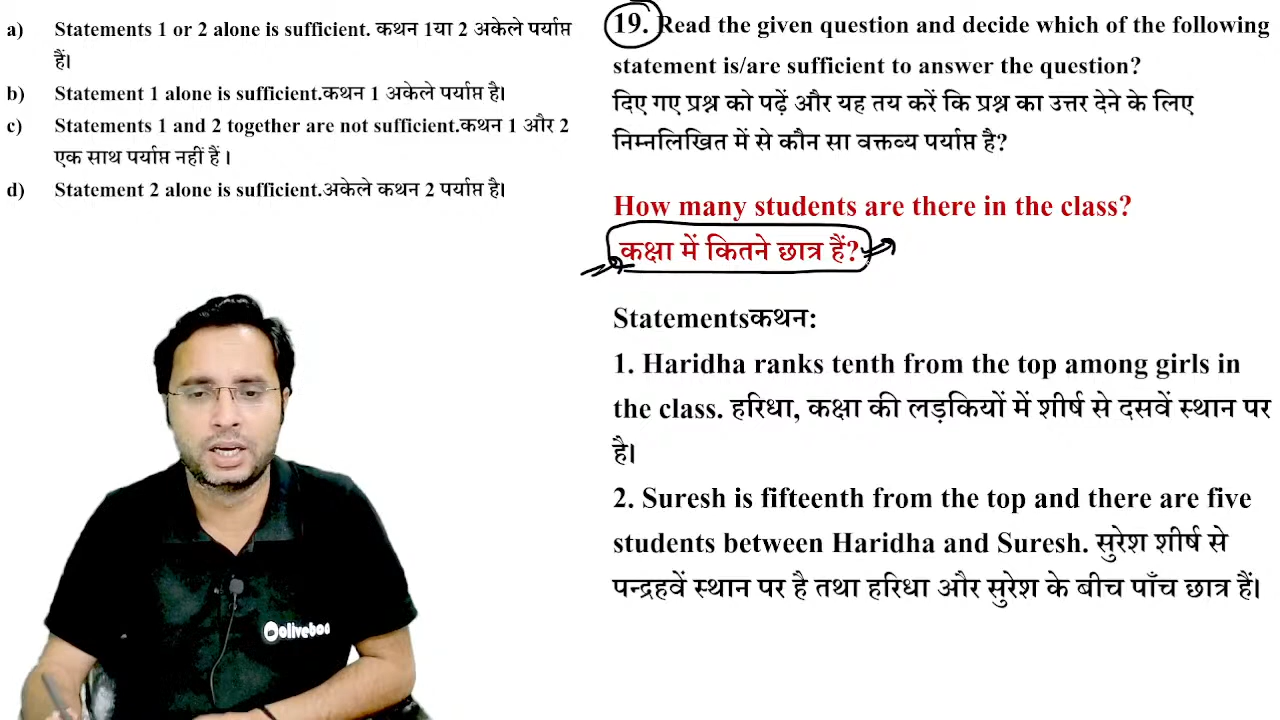 a) Statements 1 or 2 alone is sufficient. कथन 1या 2 अकेले पर्याप्त
हैं।
b) Statement 1 alone is sufficient.कथन 1 अकेले पर्याप्त है।
c) Statements 1 and 2 together are not sufficient.कथन 1 और 2
एक साथ पर्याप्त नहीं हैं ।
d) Statement 2 alone is sufficient.अकेले कथन 2 पर्याप्त है।
19. Read the given question and decide which of the following
statement is/are sufficient to answer the question?
दिए गए प्रश्न को पढ़ें और यह तय करें कि प्रश्न का उत्तर देने के लिए
निम्नलिखित में से कौन सा वक्तव्य पर्याप्त है?
How many students are there in the class?
कक्षा में कितने छात्र हैं?
Statementsकथन:
1. Haridha ranks tenth from the top among girls in
the class. हरिधा, कक्षा की लड़कियों में शीर्ष से दसवें स्थान पर
है।
2. Suresh is fifteenth from the top and there are five
students between Haridha and Suresh. सुरेश शीर्ष से
पन्द्रहवें स्थान पर है तथा हरिधा और सुरेश के बीच पाँच छात्र हैं।
oliveboa